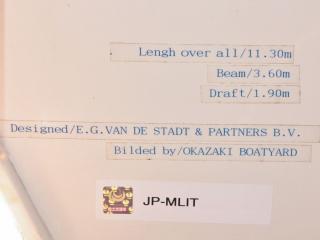 Lengh over all/11.30m
Beam/3.60m
Draft/1.90m
Designed/E.G.VAN DE STADT & PARTNERS B.V.
Bilded by/OKAZAKI BOATYARD
JP-MLIT